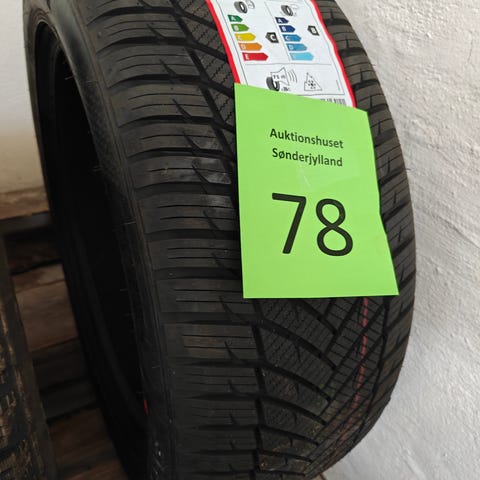 A
B
C
D
E
C
A
B
C
D
E
B
Auktionshuset
Sønderjylland
78